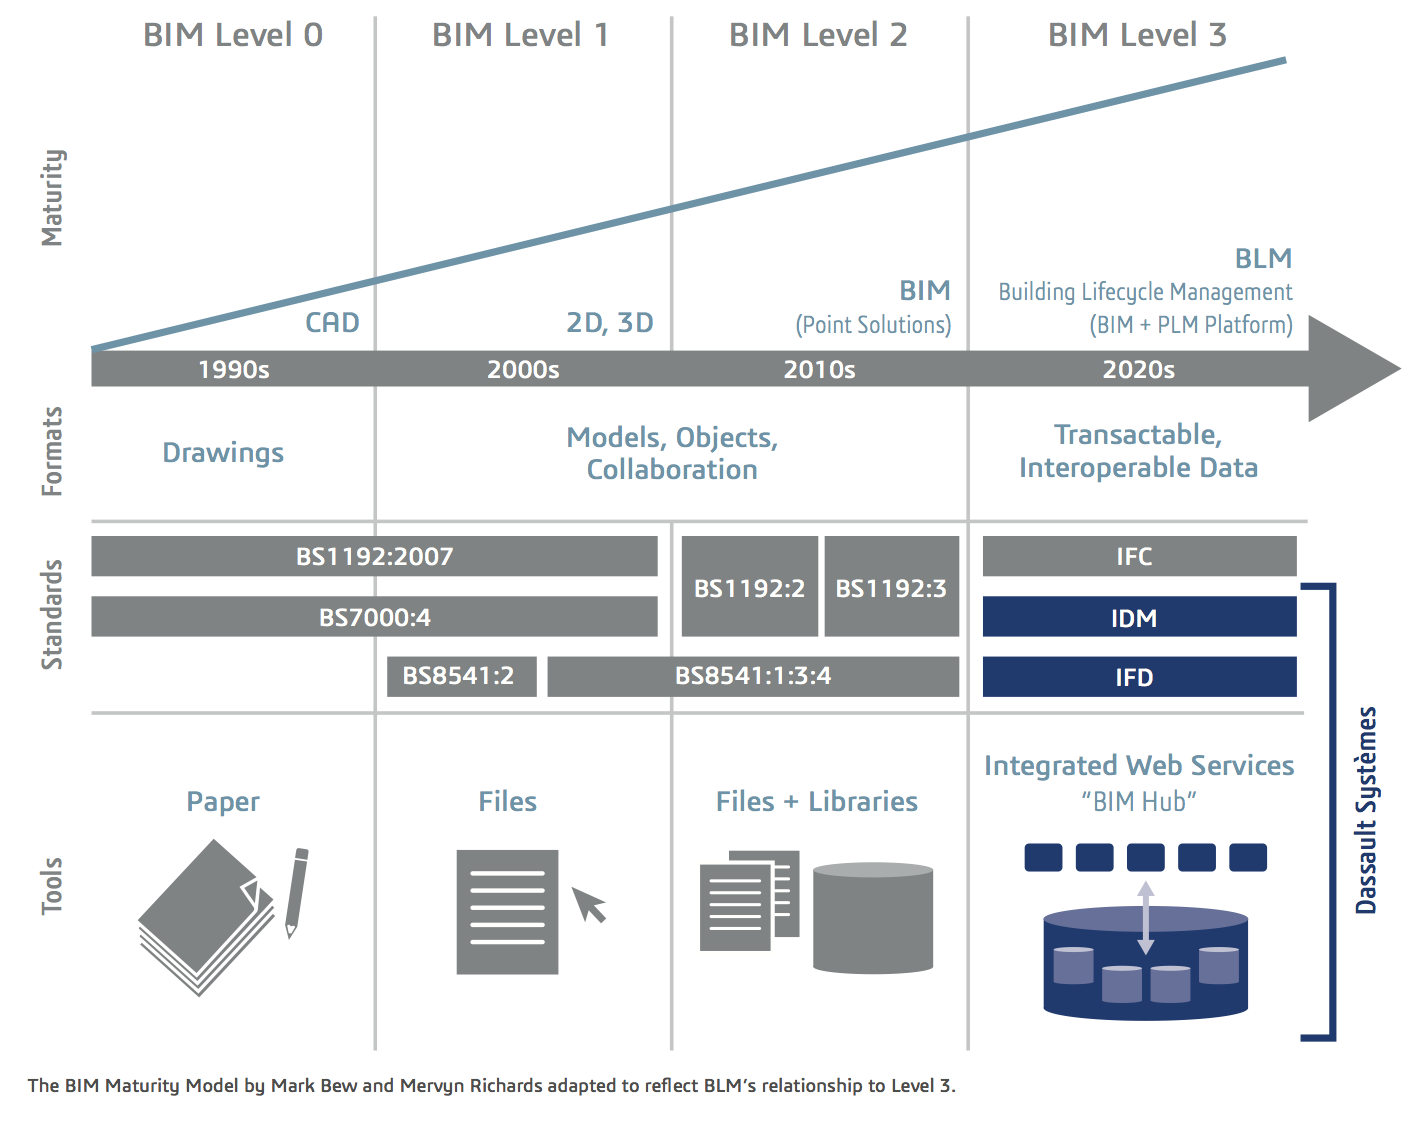 BIM Level 0
BIM Level 1
BIM Level 2
BIM Level 3
Maturity
CAD
2D, 3D
BIM
(Point Solutions)
BLM
Building Lifecycle Management
(BIM + PLM Platform)
1990s
2000s
2010s
2020s
Formats
Drawings
Models, Objects,
Collaboration
Transactable,
Interoperable Data
Standards
BS1192:2007
BS7000:4
BS8541:2
BS8541:1:3:4
BS1192:2
BS1192:3
IFC
IDM
IFD
Tools
Paper
Files
Files + Libraries
Integrated Web Services
“BIM Hub”
Dassault Systèmes
The BIM Maturity Model by Mark Bew and Mervyn Richards adapted to reflect BLM’s relationship to Level 3.